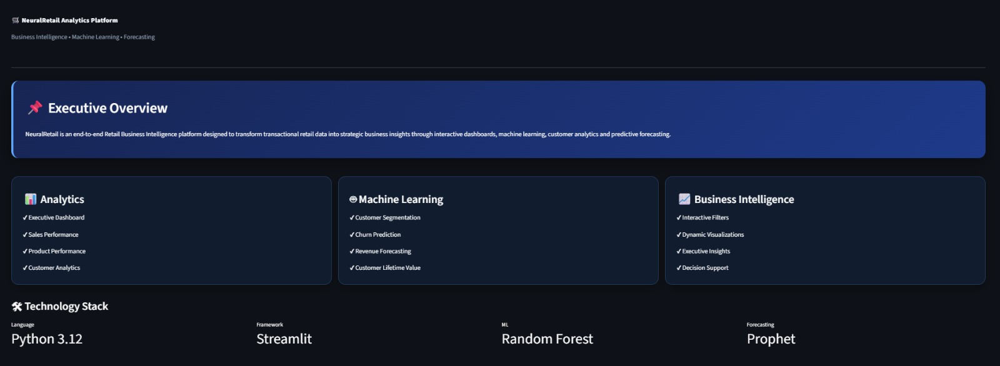 NeuralRetail Analytics Platform
Business Intelligence • Machine Learning • Forecasting
Executive Overview
NeuralRetail is an end-to-end Retail Business Intelligence platform designed to transform transactional retail data into strategic business insights through interactive dashboards, machine learning, customer analytics and predictive forecasting.
Analytics
✔ Executive Dashboard
✔ Sales Performance
✔ Product Performance
✔ Customer Analytics
Machine Learning
✔ Customer Segmentation
✔ Churn Prediction
✔ Revenue Forecasting
✔ Customer Lifetime Value
Business Intelligence
✔ Interactive Filters
✔ Dynamic Visualizations
✔ Executive Insights
✔ Decision Support
Technology Stack
Language
Python 3.12
Framework
Streamlit
ML
Random Forest
Forecasting
Prophet